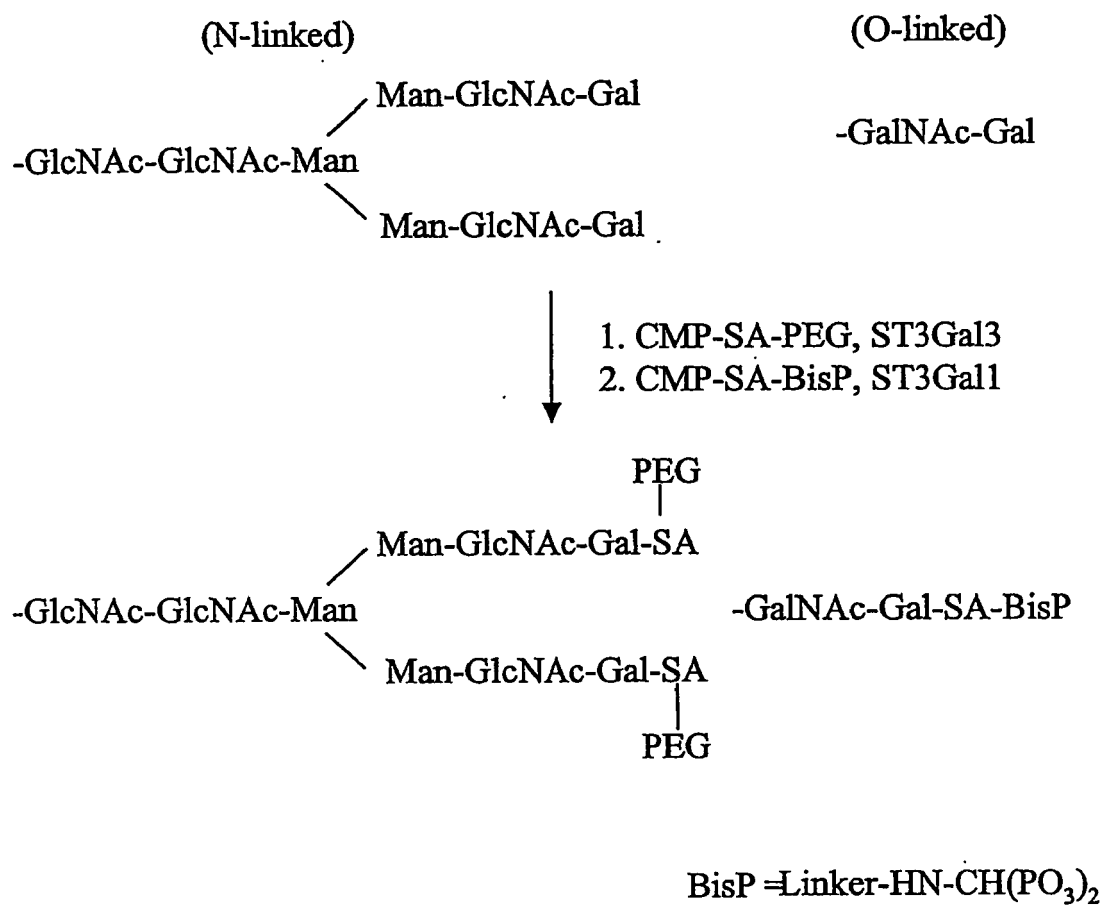 (N-linked)
(O-linked)
Man-GlcNAc-Gal
-GalNAc-Gal
-GlcNAc-GlcNAc-Man
Man-GlcNAc-Gal
1. CMP-SA-PEG, ST3Gal3
2. CMP-SA-BisP, ST3Gal1
PEG
Man-GlcNAc-Gal-SA
-GlcNAc-GlcNAc-Man
-GalNAc-Gal-SA-BisP
Man-GlcNAc-Gal-SA
PEG
BisP =Linker-HN-CH(PO₃)₂